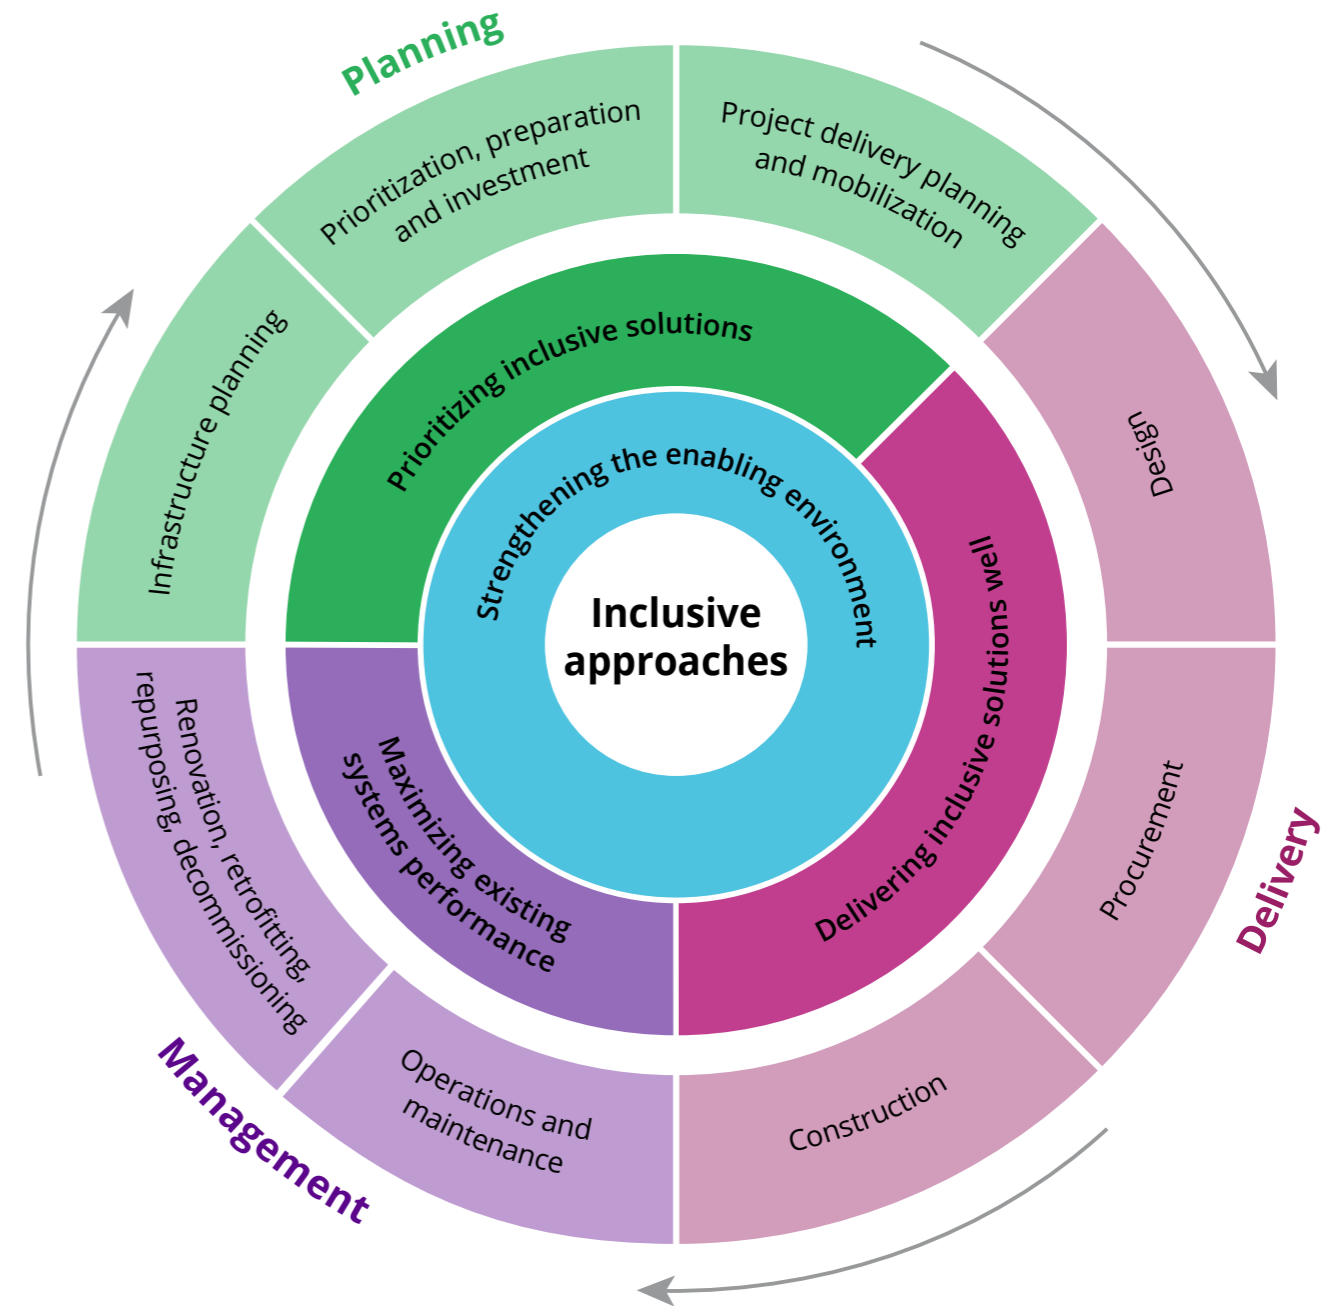 Planning
Prioritization, preparation
and investment
Project delivery planning
and mobilization
Infrastructure planning
Design
Prioritizing inclusive solutions
Strengthening the enabling environment
Inclusive
approaches
Delivering inclusive solutions well
Maximizing existing
systems performance
Procurement
Delivery
Renovation, retrofitting,
repurposing, decommissioning
Operations and
maintenance
Construction
Management